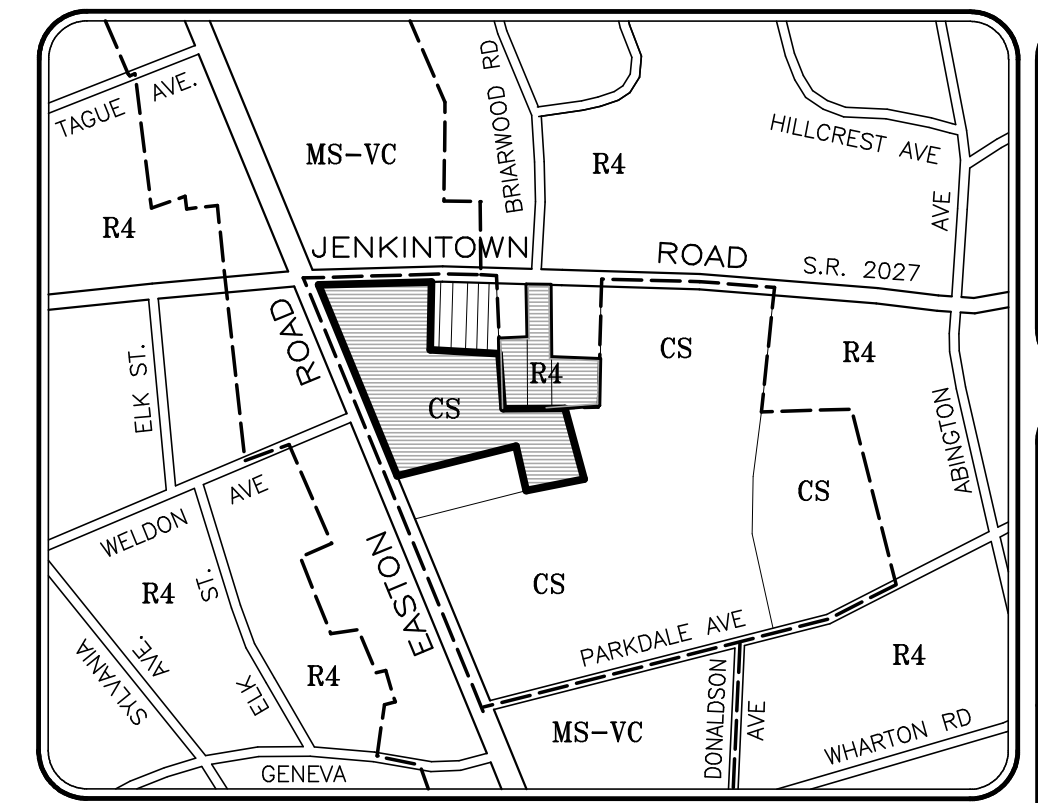 TAGUE AVE.
BRIARWOOD RD
HILLCREST AVE
MS-VC
R4
R4
AVE
JENKINTOWN ROAD
S.R. 2027
ROAD
ELK ST.
CS
R4
R4
CS
ABINGTON
AVE
WELDON
CS
EASTON
R4
ST.
CS
PARKDALE AVE
SYLVANIA
AVE.
ELK
R4
R4
MS-VC
DONALDSON
AVE
WHARTON RD
GENEVA